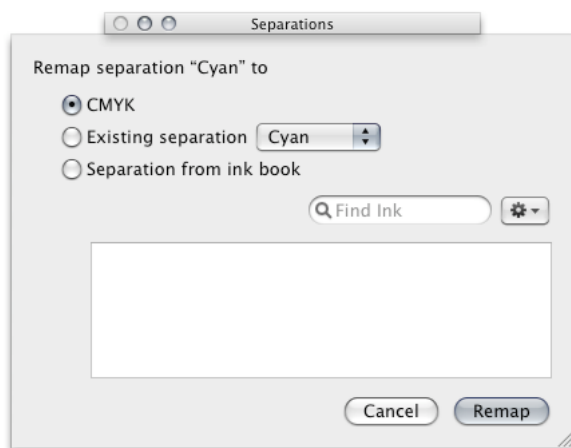 Separations
Remap separation “Cyan” to
CMYK
Existing separation Cyan
Separation from ink book
Find Ink
Cancel Remap